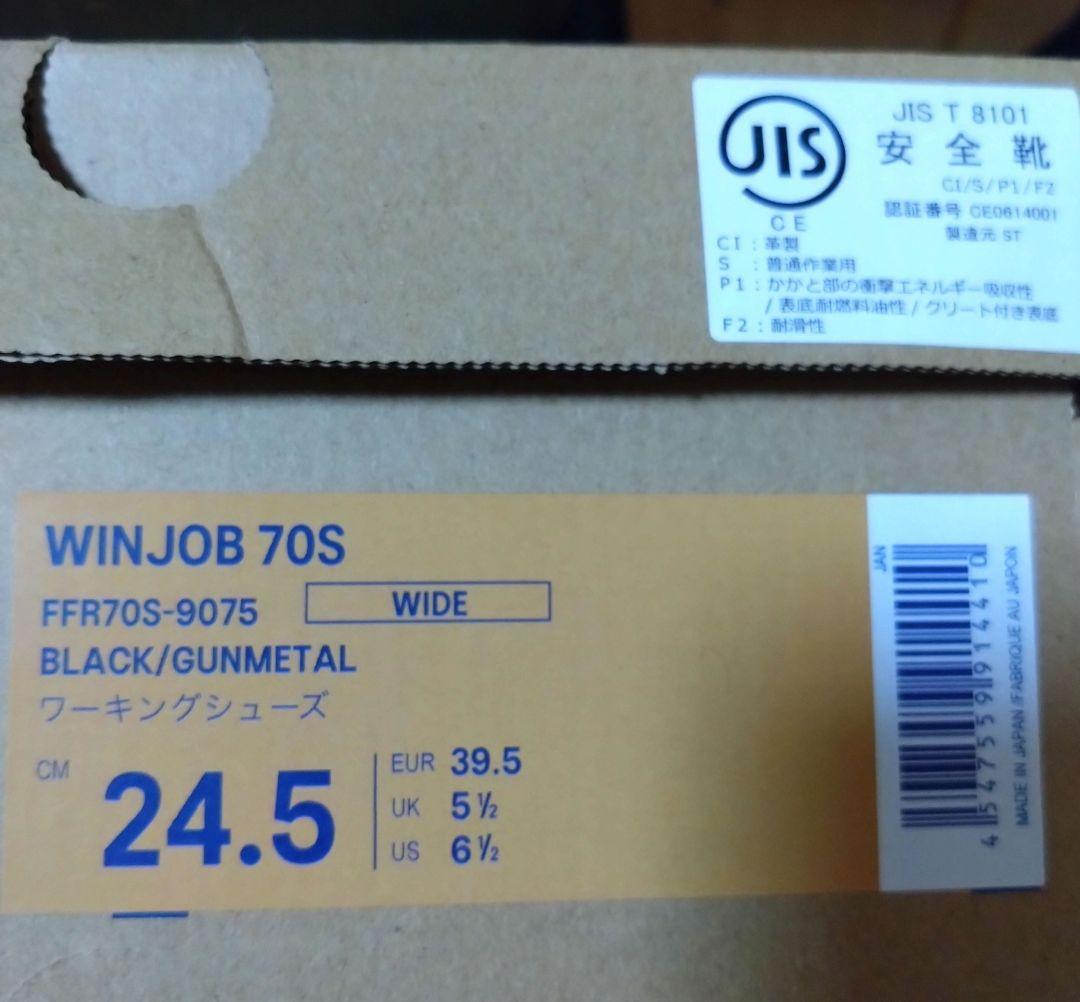 JIS
CE
JIS T 8101
安全靴
CI/S/P1/F2
認証番号 CE0614001
製造元 ST
CI：革製
S ：普通作業用
P1：かかと部の衝撃エネルギー吸収性
/表底耐燃料油性/クリート付き表底
F2：耐滑性
WINJOB 70S
FFR70S-9075 WIDE
BLACK/GUNMETAL
ワーキングシューズ
CM 24.5
EUR 39.5
UK 5 ½
US 6 ½
JAN
4547559914410
MADE IN JAPAN /FABRIQUE AU JAPON